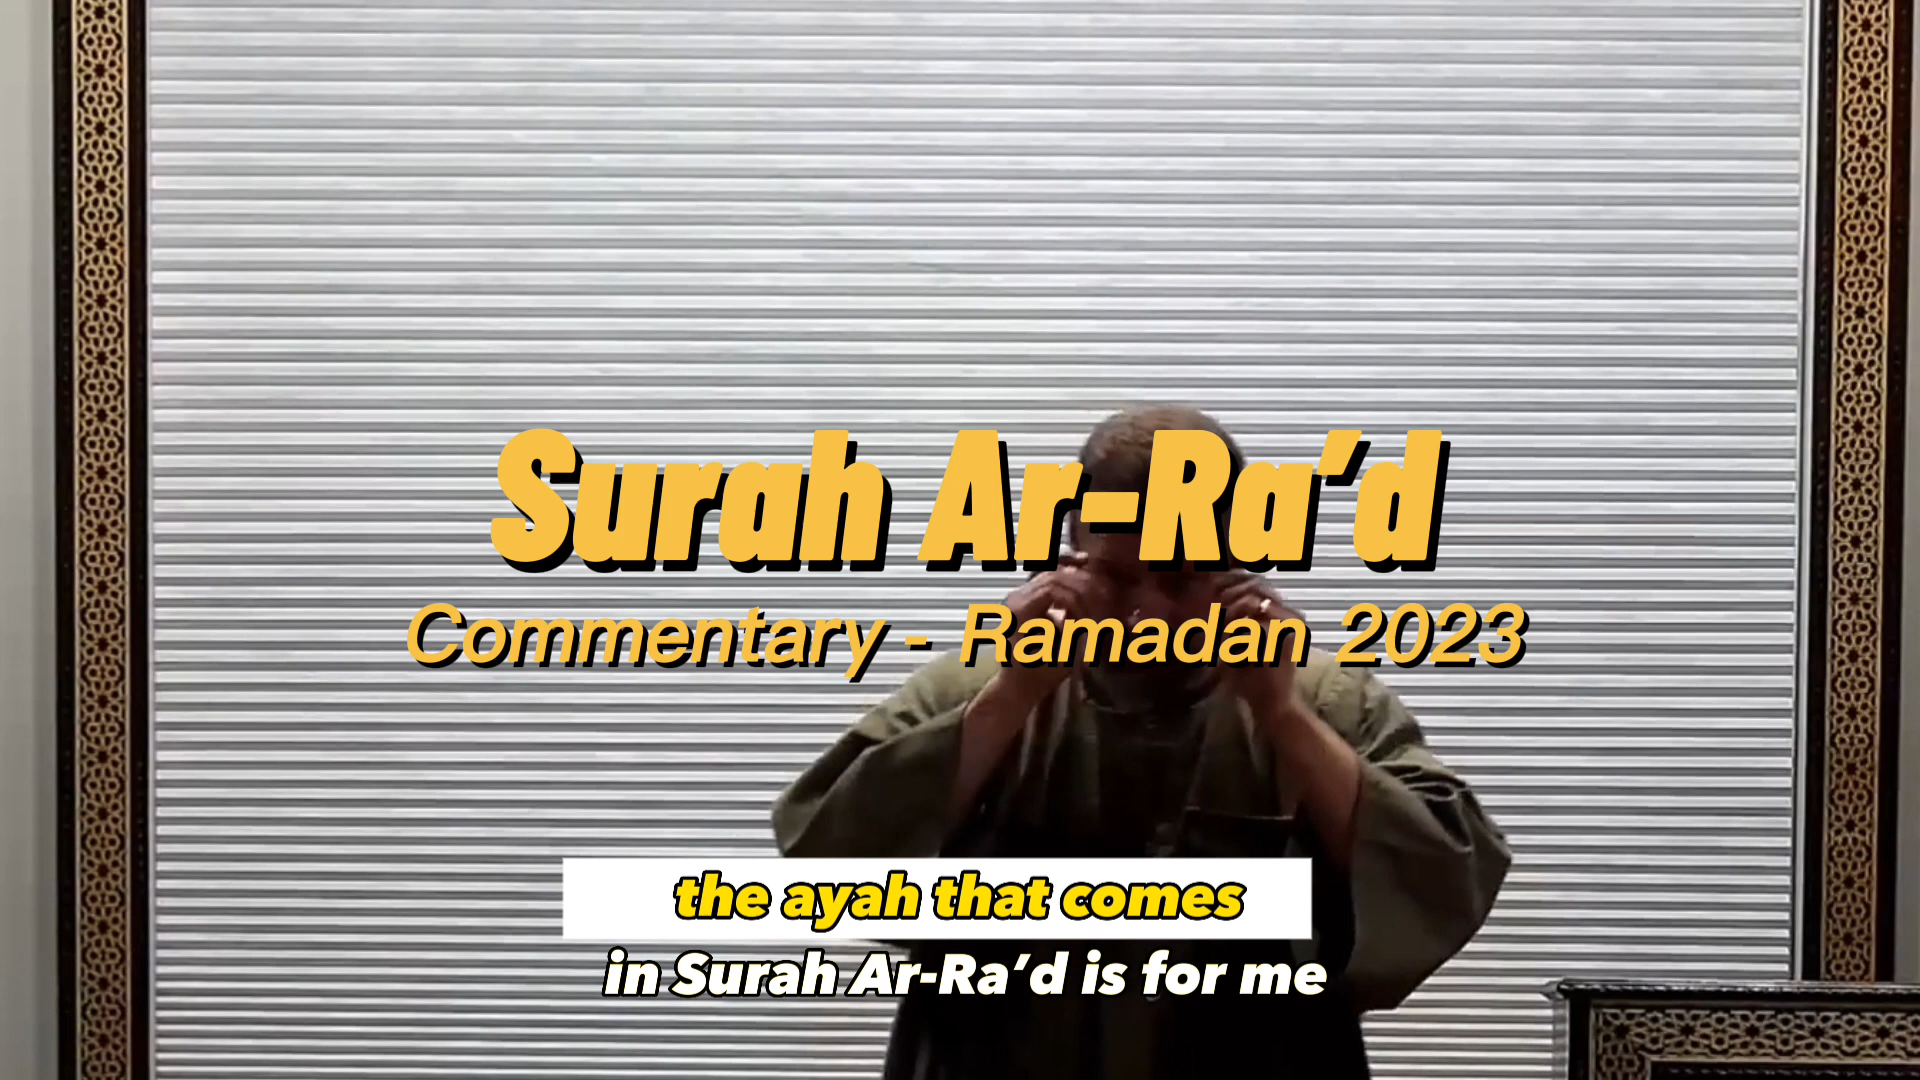 Surah Ar-Ra’d
Commentary - Ramadan 2023
the ayah that comes
in Surah Ar-Ra’d is for me